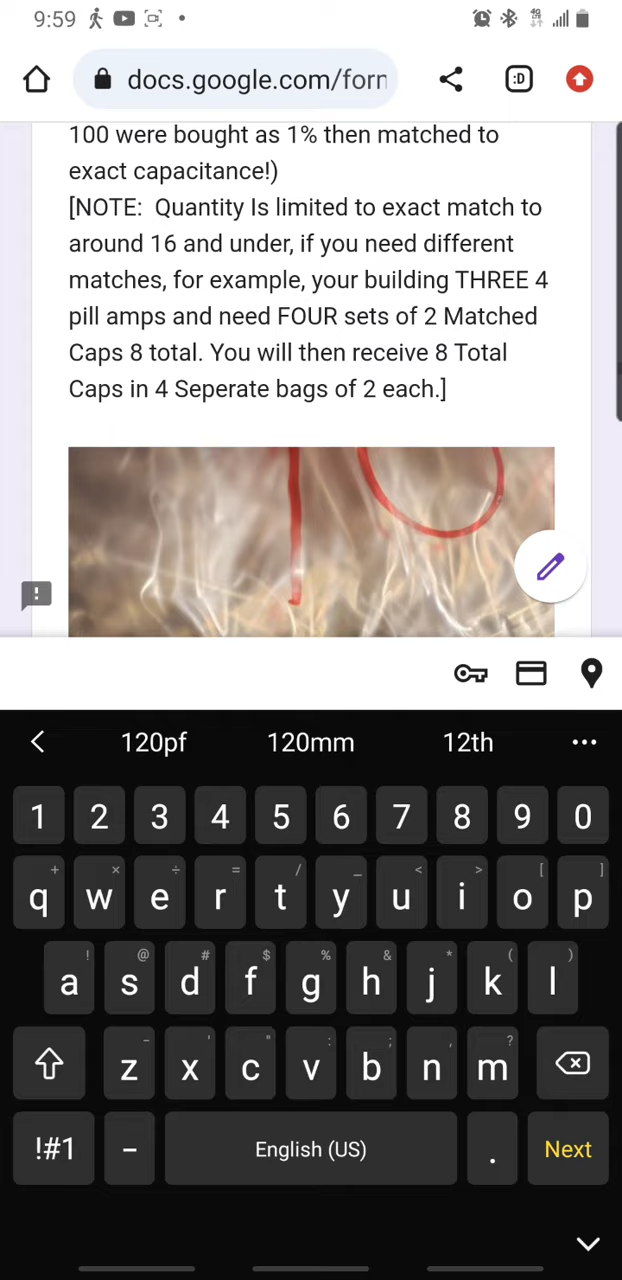 9:59
docs.google.com/forn
:D
100 were bought as 1% then matched to
exact capacitance!)
[NOTE:  Quantity Is limited to exact match to
around 16 and under, if you need different
matches, for example, your building THREE 4
pill amps and need FOUR sets of 2 Matched
Caps 8 total. You will then receive 8 Total
Caps in 4 Seperate bags of 2 each.]
120pf 120mm 12th ...
1 2 3 4 5 6 7 8 9 0
+ × ÷ = / _ < > [ ]
q w e r t y u i o p
! @ # $ % & * ( )
a s d f g h j k l
- ' " : ; , ?
z x c v b n m
!#1 - English (US) . Next